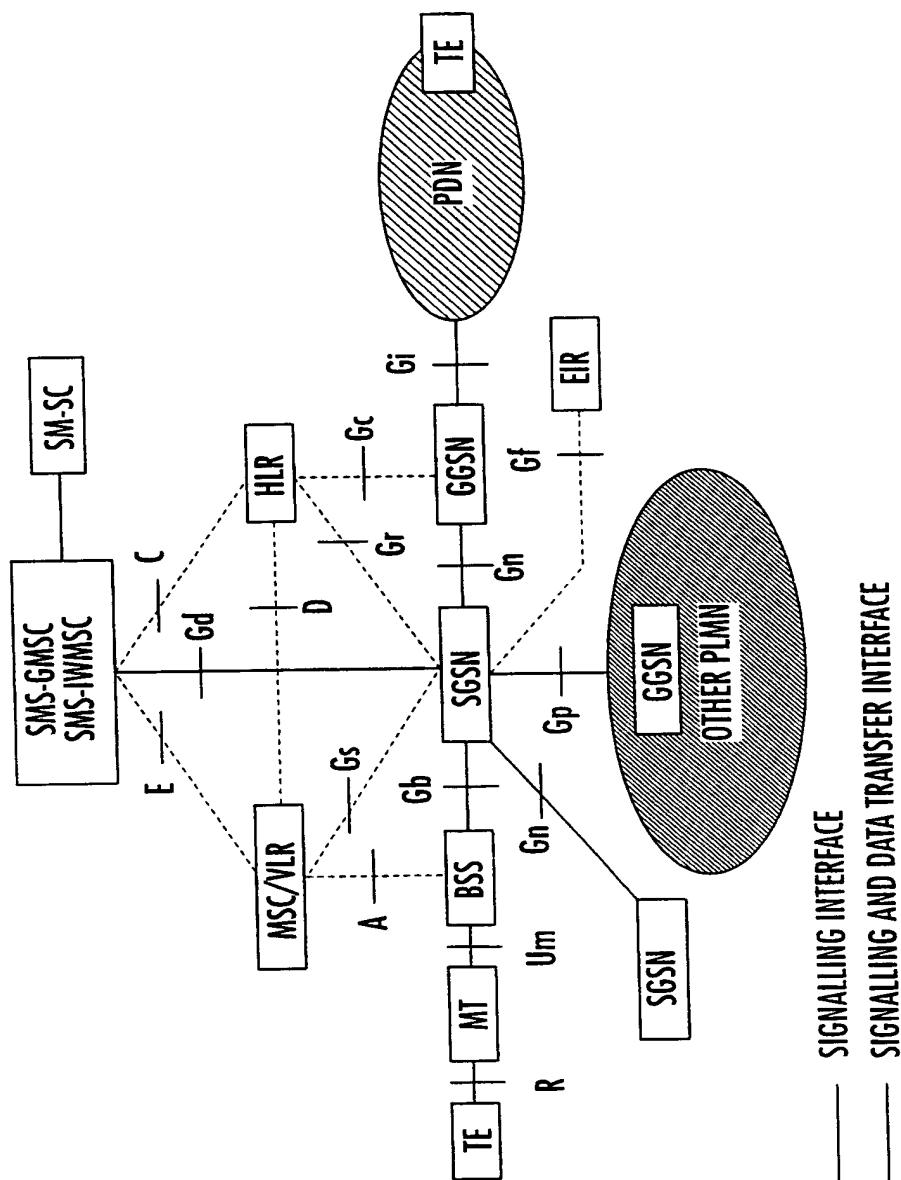 SMS-GMSC
SMS-IWMSC
SM-SC
E
C
Gd
MSC/VLR
HLR
D
Gs
Gc
A
Gr
Gb
Gi
TE
MT
BSS
SGSN
GGSN
PDN
TE
R
Um
Gn
Gn
Gp
Gf
EIR
SGSN
GGSN
OTHER PLMN
SIGNALLING INTERFACE
SIGNALLING AND DATA TRANSFER INTERFACE